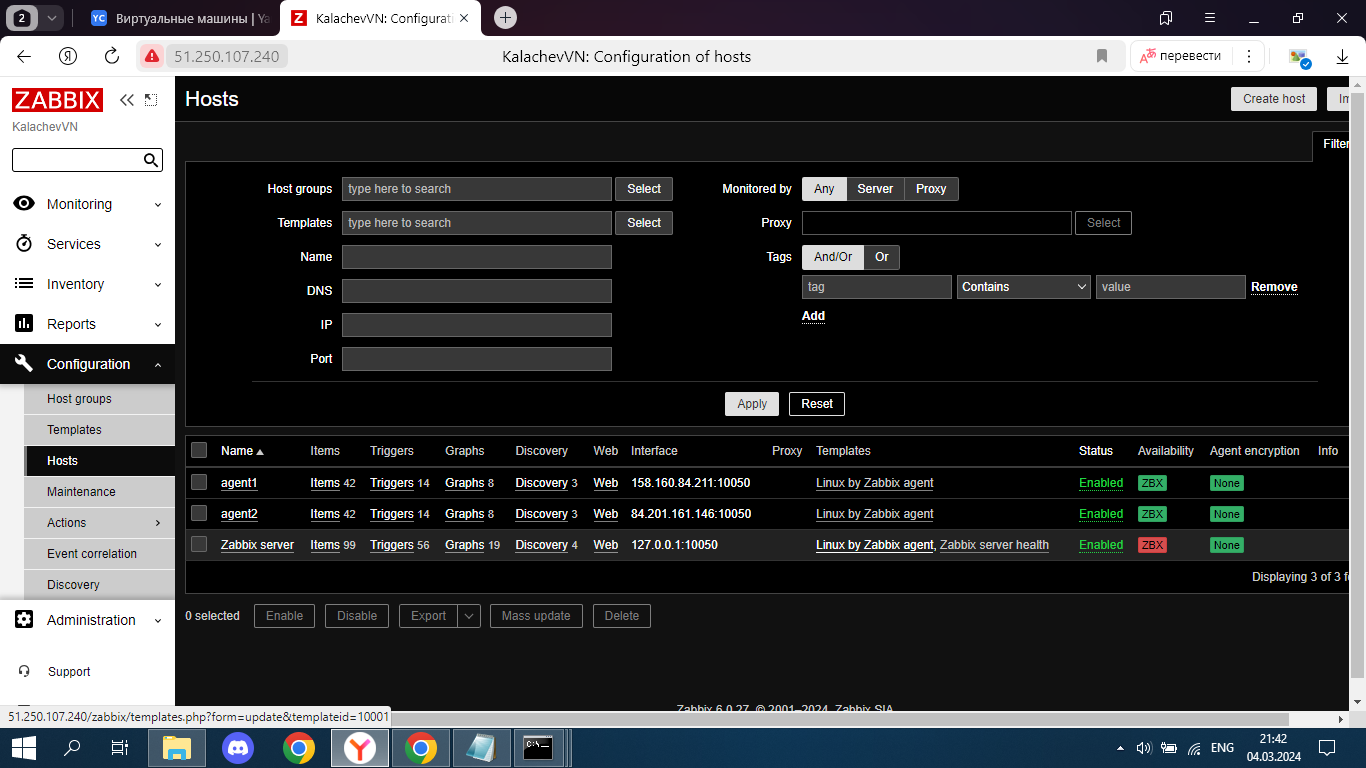 2
Виртуальные машины | Ya
KalachevVN: Configurati
51.250.107.240
KalachevVN: Configuration of hosts
перевести
ZABBIX
KalachevVN
Monitoring
Services
Inventory
Reports
Configuration
Host groups
Templates
Hosts
Maintenance
Actions
Event correlation
Discovery
Administration
Support
Hosts
Create host
Im
Filter
Host groups type here to search Select
Templates type here to search Select
Name
DNS
IP
Port
Monitored by Any Server Proxy
Proxy Select
Tags And/Or Or
tag Contains value Remove
Add
Apply Reset
Name Items Triggers Graphs Discovery Web Interface Proxy Templates Status Availability Agent encryption Info
agent1 Items 42 Triggers 14 Graphs 8 Discovery 3 Web 158.160.84.211:10050 Linux by Zabbix agent Enabled ZBX None
agent2 Items 42 Triggers 14 Graphs 8 Discovery 3 Web 84.201.161.146:10050 Linux by Zabbix agent Enabled ZBX None
Zabbix server Items 99 Triggers 56 Graphs 19 Discovery 4 Web 127.0.0.1:10050 Linux by Zabbix agent, Zabbix server health Enabled ZBX None
Displaying 3 of 3 fo
0 selected Enable Disable Export Mass update Delete
Zabbix 6.0.27. © 2001–2024, Zabbix SIA
51.250.107.240/zabbix/templates.php?form=update&templateid=10001
ENG
21:42
04.03.2024